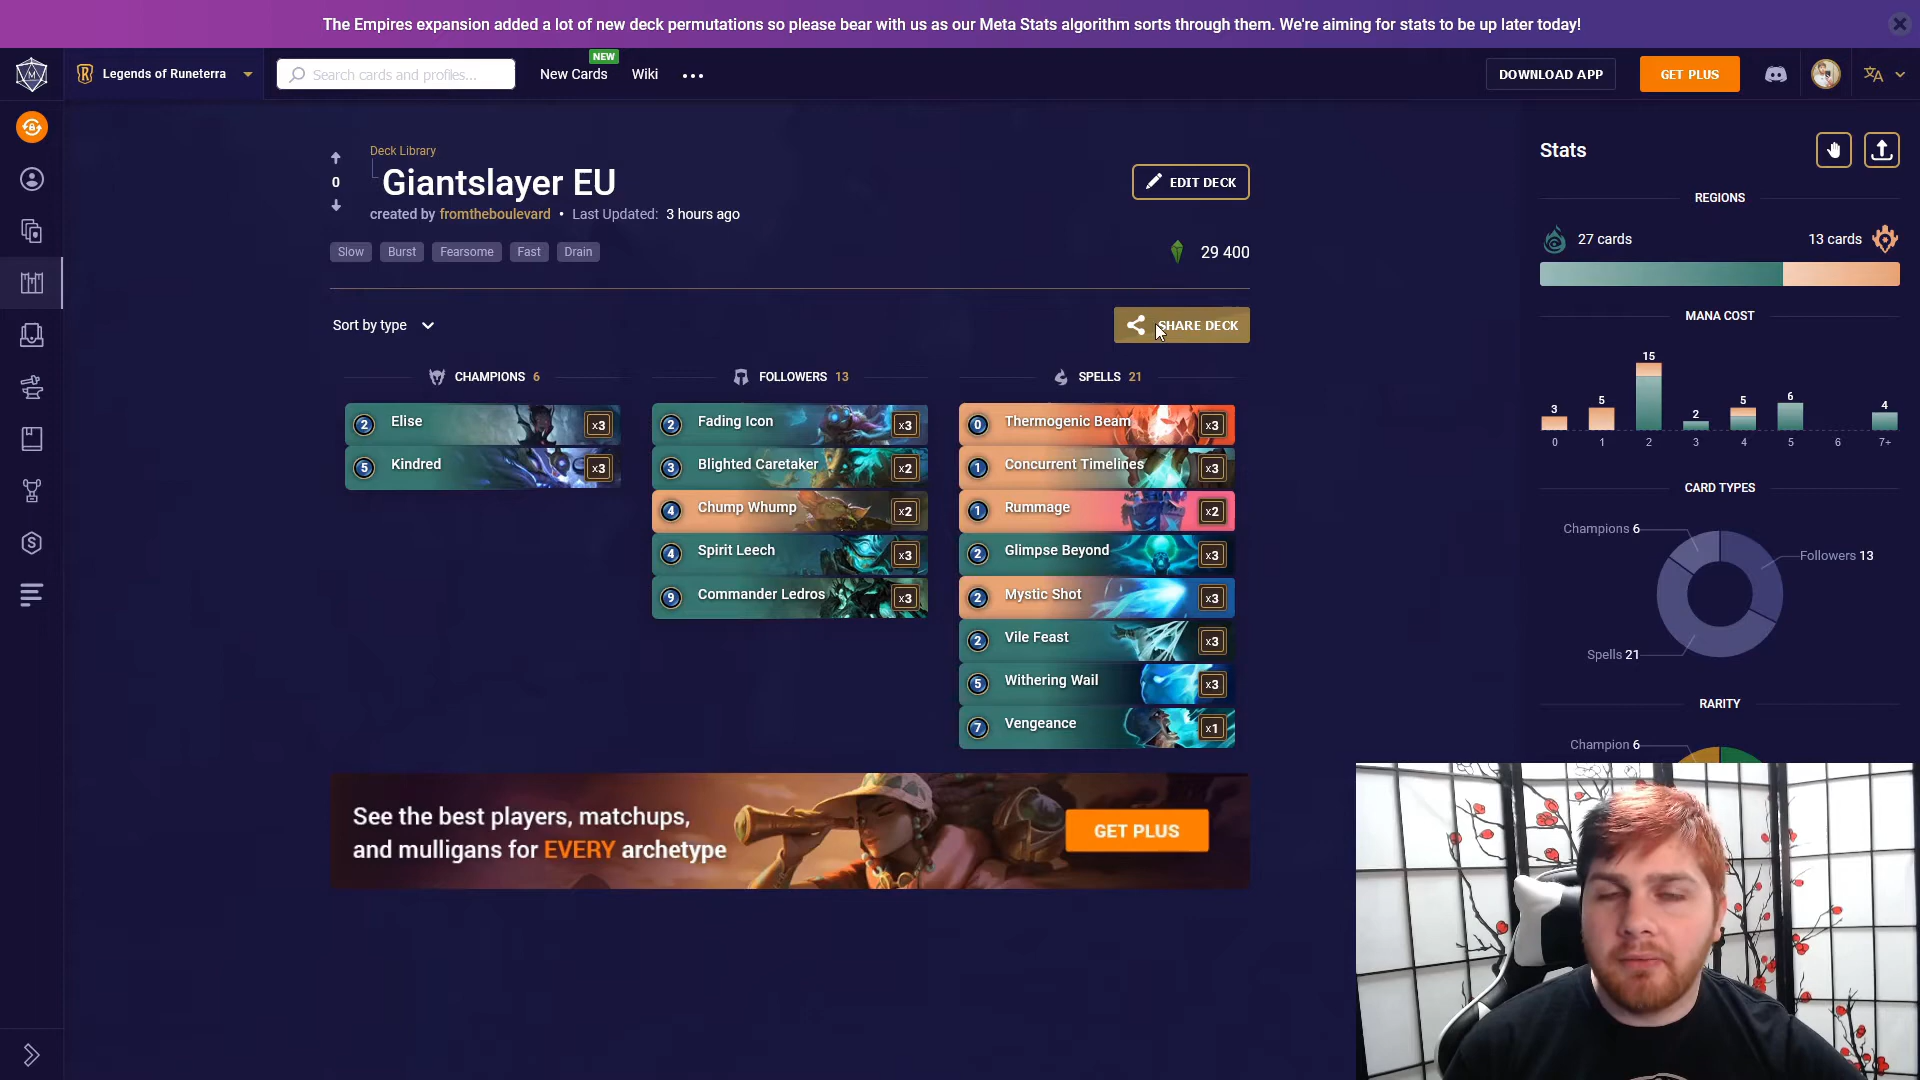 The Empires expansion added a lot of new deck permutations so please bear with us as our Meta Stats algorithm sorts through them. We're aiming for stats to be up later today!
Legends of Runeterra
Search cards and profiles...
NEW
New Cards
Wiki
DOWNLOAD APP
GET PLUS
Deck Library
0
Giantslayer EU
created by fromtheboulevard • Last Updated: 3 hours ago
EDIT DECK
Slow
Burst
Fearsome
Fast
Drain
29 400
Sort by type
SHARE DECK
CHAMPIONS 6
2 Elise x3
5 Kindred x3
FOLLOWERS 13
2 Fading Icon x3
3 Blighted Caretaker x2
4 Chump Whump x2
4 Spirit Leech x3
9 Commander Ledros x3
SPELLS 21
0 Thermogenic Beam x3
1 Concurrent Timelines x3
1 Rummage x2
2 Glimpse Beyond x3
2 Mystic Shot x3
2 Vile Feast x3
5 Withering Wail x3
7 Vengeance x1
See the best players, matchups,
and mulligans for EVERY archetype
GET PLUS
Stats
REGIONS
27 cards
13 cards
MANA COST
3 5 15 2 5 6 4
0 1 2 3 4 5 6 7+
CARD TYPES
Champions 6
Followers 13
Spells 21
RARITY
Champion 6